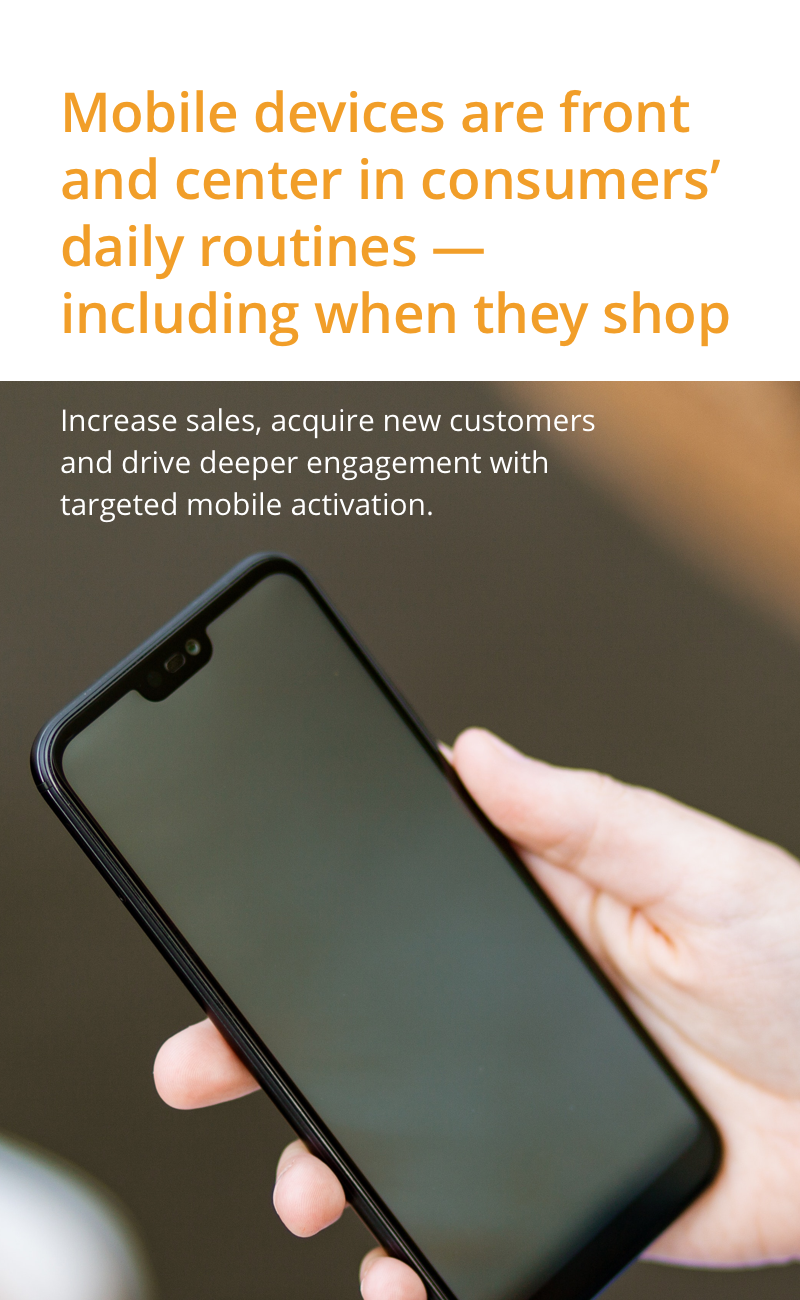 Mobile devices are front
and center in consumers’
daily routines —
including when they shop
Increase sales, acquire new customers
and drive deeper engagement with
targeted mobile activation.